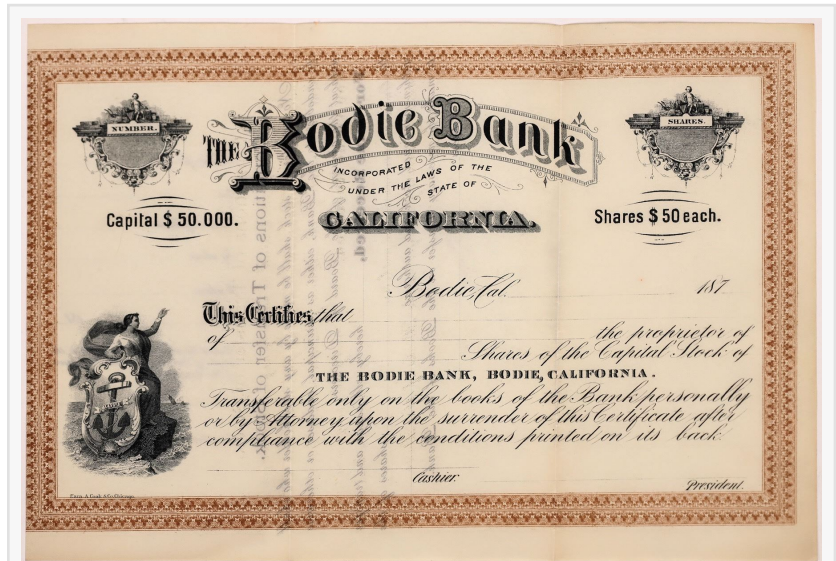 NUMBER.
THE Bodie Bank
SHARES.
INCORPORATED
UNDER THE LAWS OF THE
STATE OF
CALIFORNIA.
Capital $ 50.000.
Shares $ 50 each.
Bodie, Cal. 187
This Certifies that
of the proprietor of
Shares of the Capital Stock of
THE BODIE BANK, BODIE, CALIFORNIA.
Transferable only on the books of the Bank personally
or by Attorney upon the surrender of this Certificate after
compliance with the conditions printed on its back.
Cashier.
President.